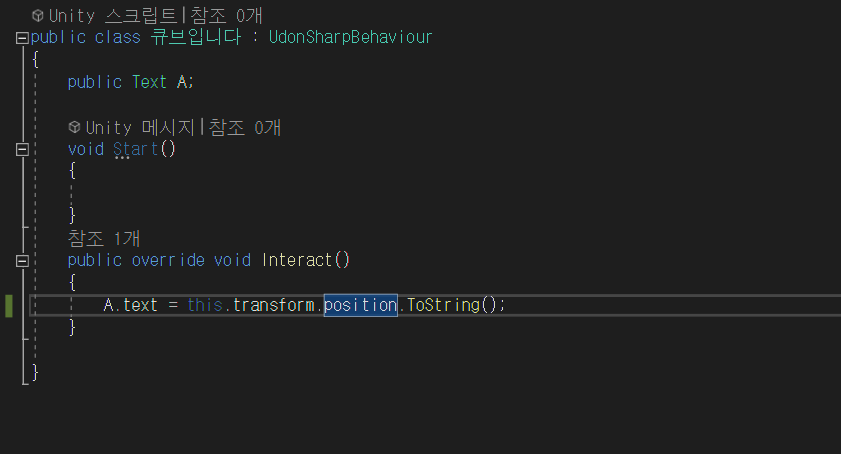 Unity 스크립트|참조 0개
public class 큐브입니다 : UdonSharpBehaviour
{
public Text A;
Unity 메시지|참조 0개
void Start()
{
}
참조 1개
public override void Interact()
{
A.text = this.transform.position.ToString();
}
}